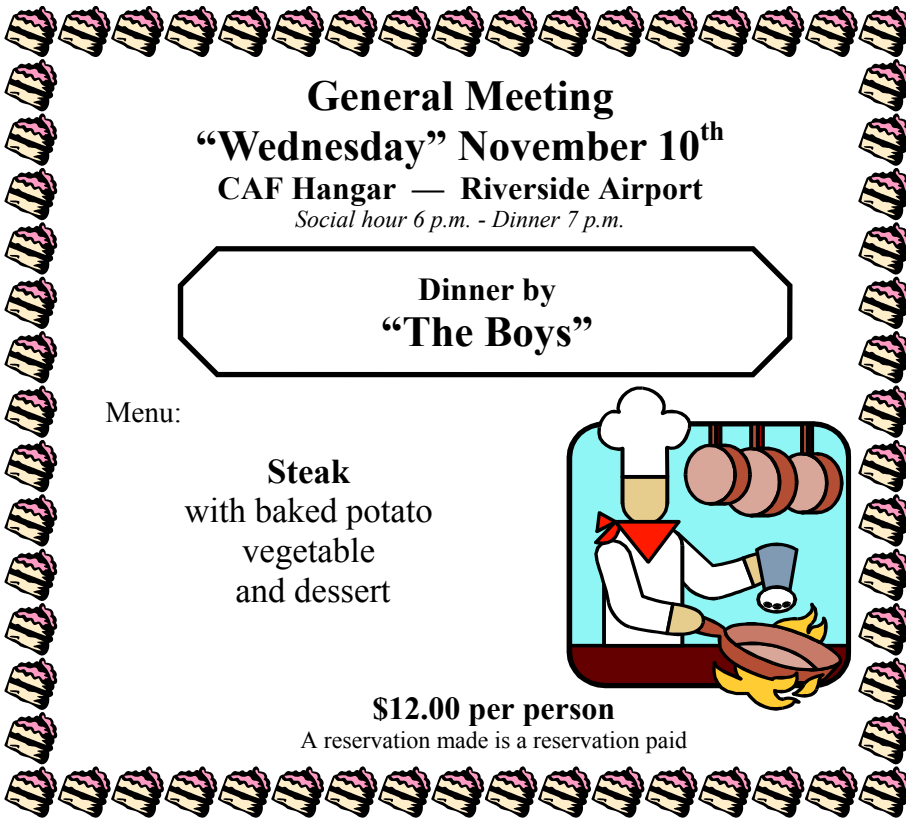 General Meeting
“Wednesday” November 10th
CAF Hangar — Riverside Airport
Social hour 6 p.m. - Dinner 7 p.m.
Dinner by
“The Boys”
Menu:
Steak
with baked potato
vegetable
and dessert
$12.00 per person
A reservation made is a reservation paid